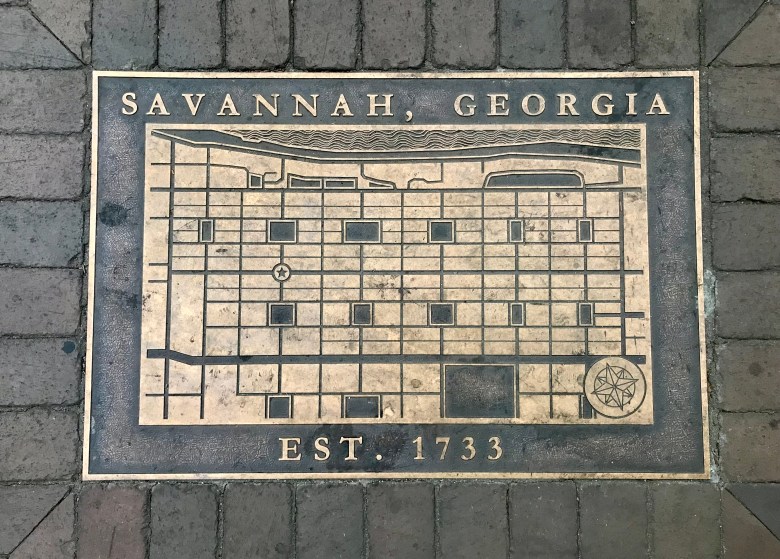 SAVANNAH, GEORGIA
EST. 1733